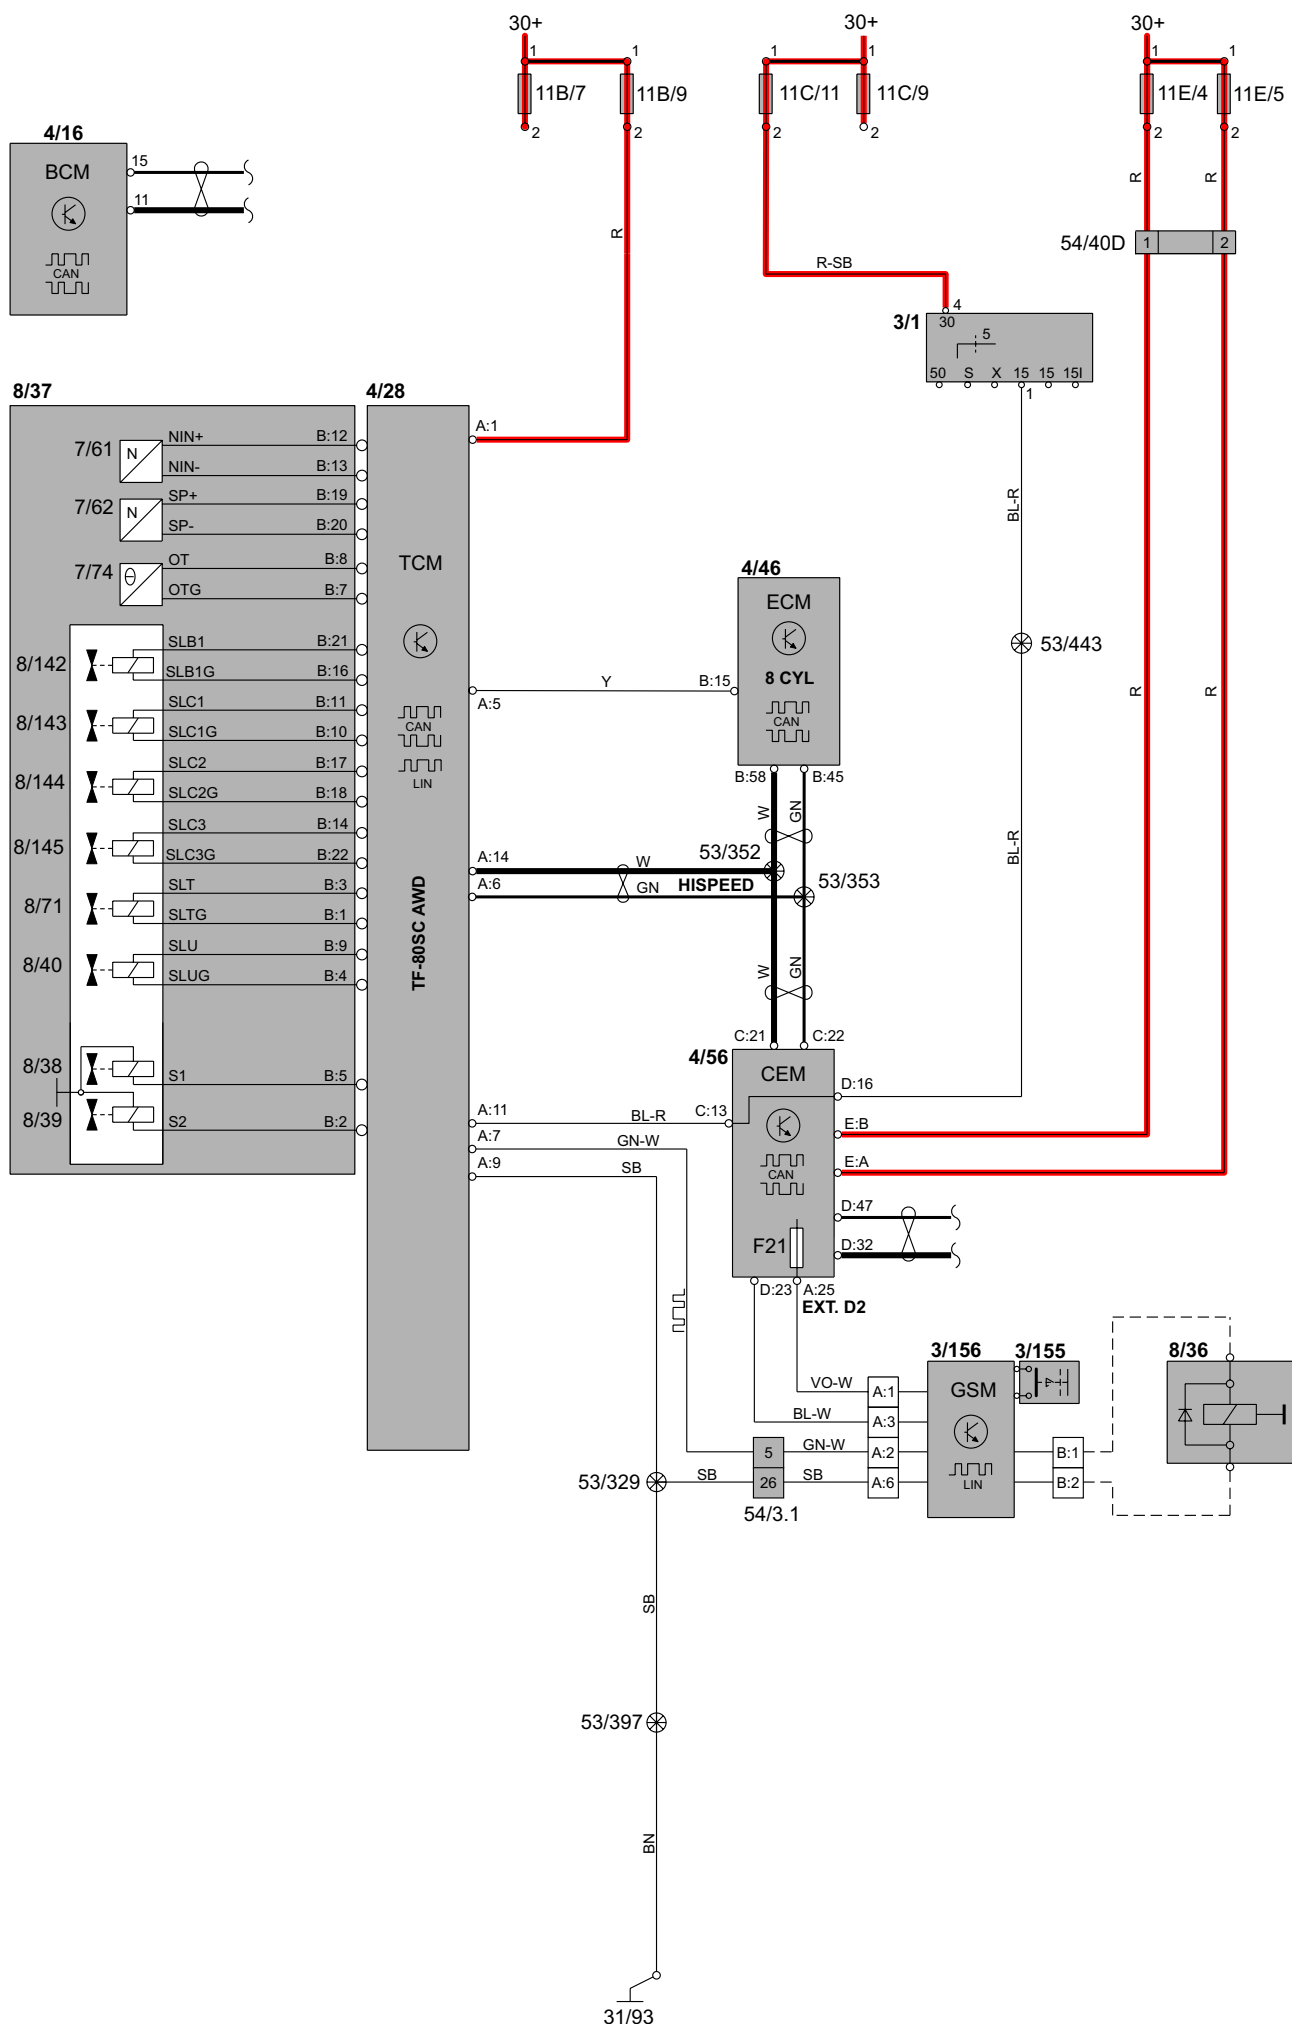 30+ 30+ 30+
1 1 1 1 1 1
11B/7 11B/9 11C/11 11C/9 11E/4 11E/5
2 2 2 2 2 2
4/16
BCM
15
11
CAN
R R R
54/40D 1 2
R-SB
4
3/1
30
5
50 S X 15 15 15I
1
8/37 4/28
A:1
7/61 N NIN+ B:12
NIN- B:13
7/62 N SP+ B:19
SP- B:20
7/74 OT B:8
OTG B:7
TCM
CAN
LIN
TF-80SC AWD
8/142 SLB1 B:21
SLB1G B:16
8/143 SLC1 B:11
SLC1G B:10
8/144 SLC2 B:17
SLC2G B:18
8/145 SLC3 B:14
SLC3G B:22
8/71 SLT B:3
SLTG B:1
8/40 SLU B:9
SLUG B:4
8/38 S1 B:5
8/39 S2 B:2
4/46
ECM
8 CYL
CAN
A:5 Y B:15
B:58 B:45
W GN
BL-R
53/443
BL-R
R R
53/352
53/353
A:14 W
A:6 GN HISPEED
W GN
C:21 C:22
4/56
CEM
CAN
F21
D:16
A:11 BL-R C:13
A:7 GN-W
A:9 SB
E:B
E:A
D:47
D:32
D:23 A:25
EXT. D2
3/156 3/155 8/36
GSM
LIN
VO-W A:1
BL-W A:3
5 GN-W A:2 B:1
53/329 SB 26 SB A:6 B:2
54/3.1
SB
53/397
BN
31/93